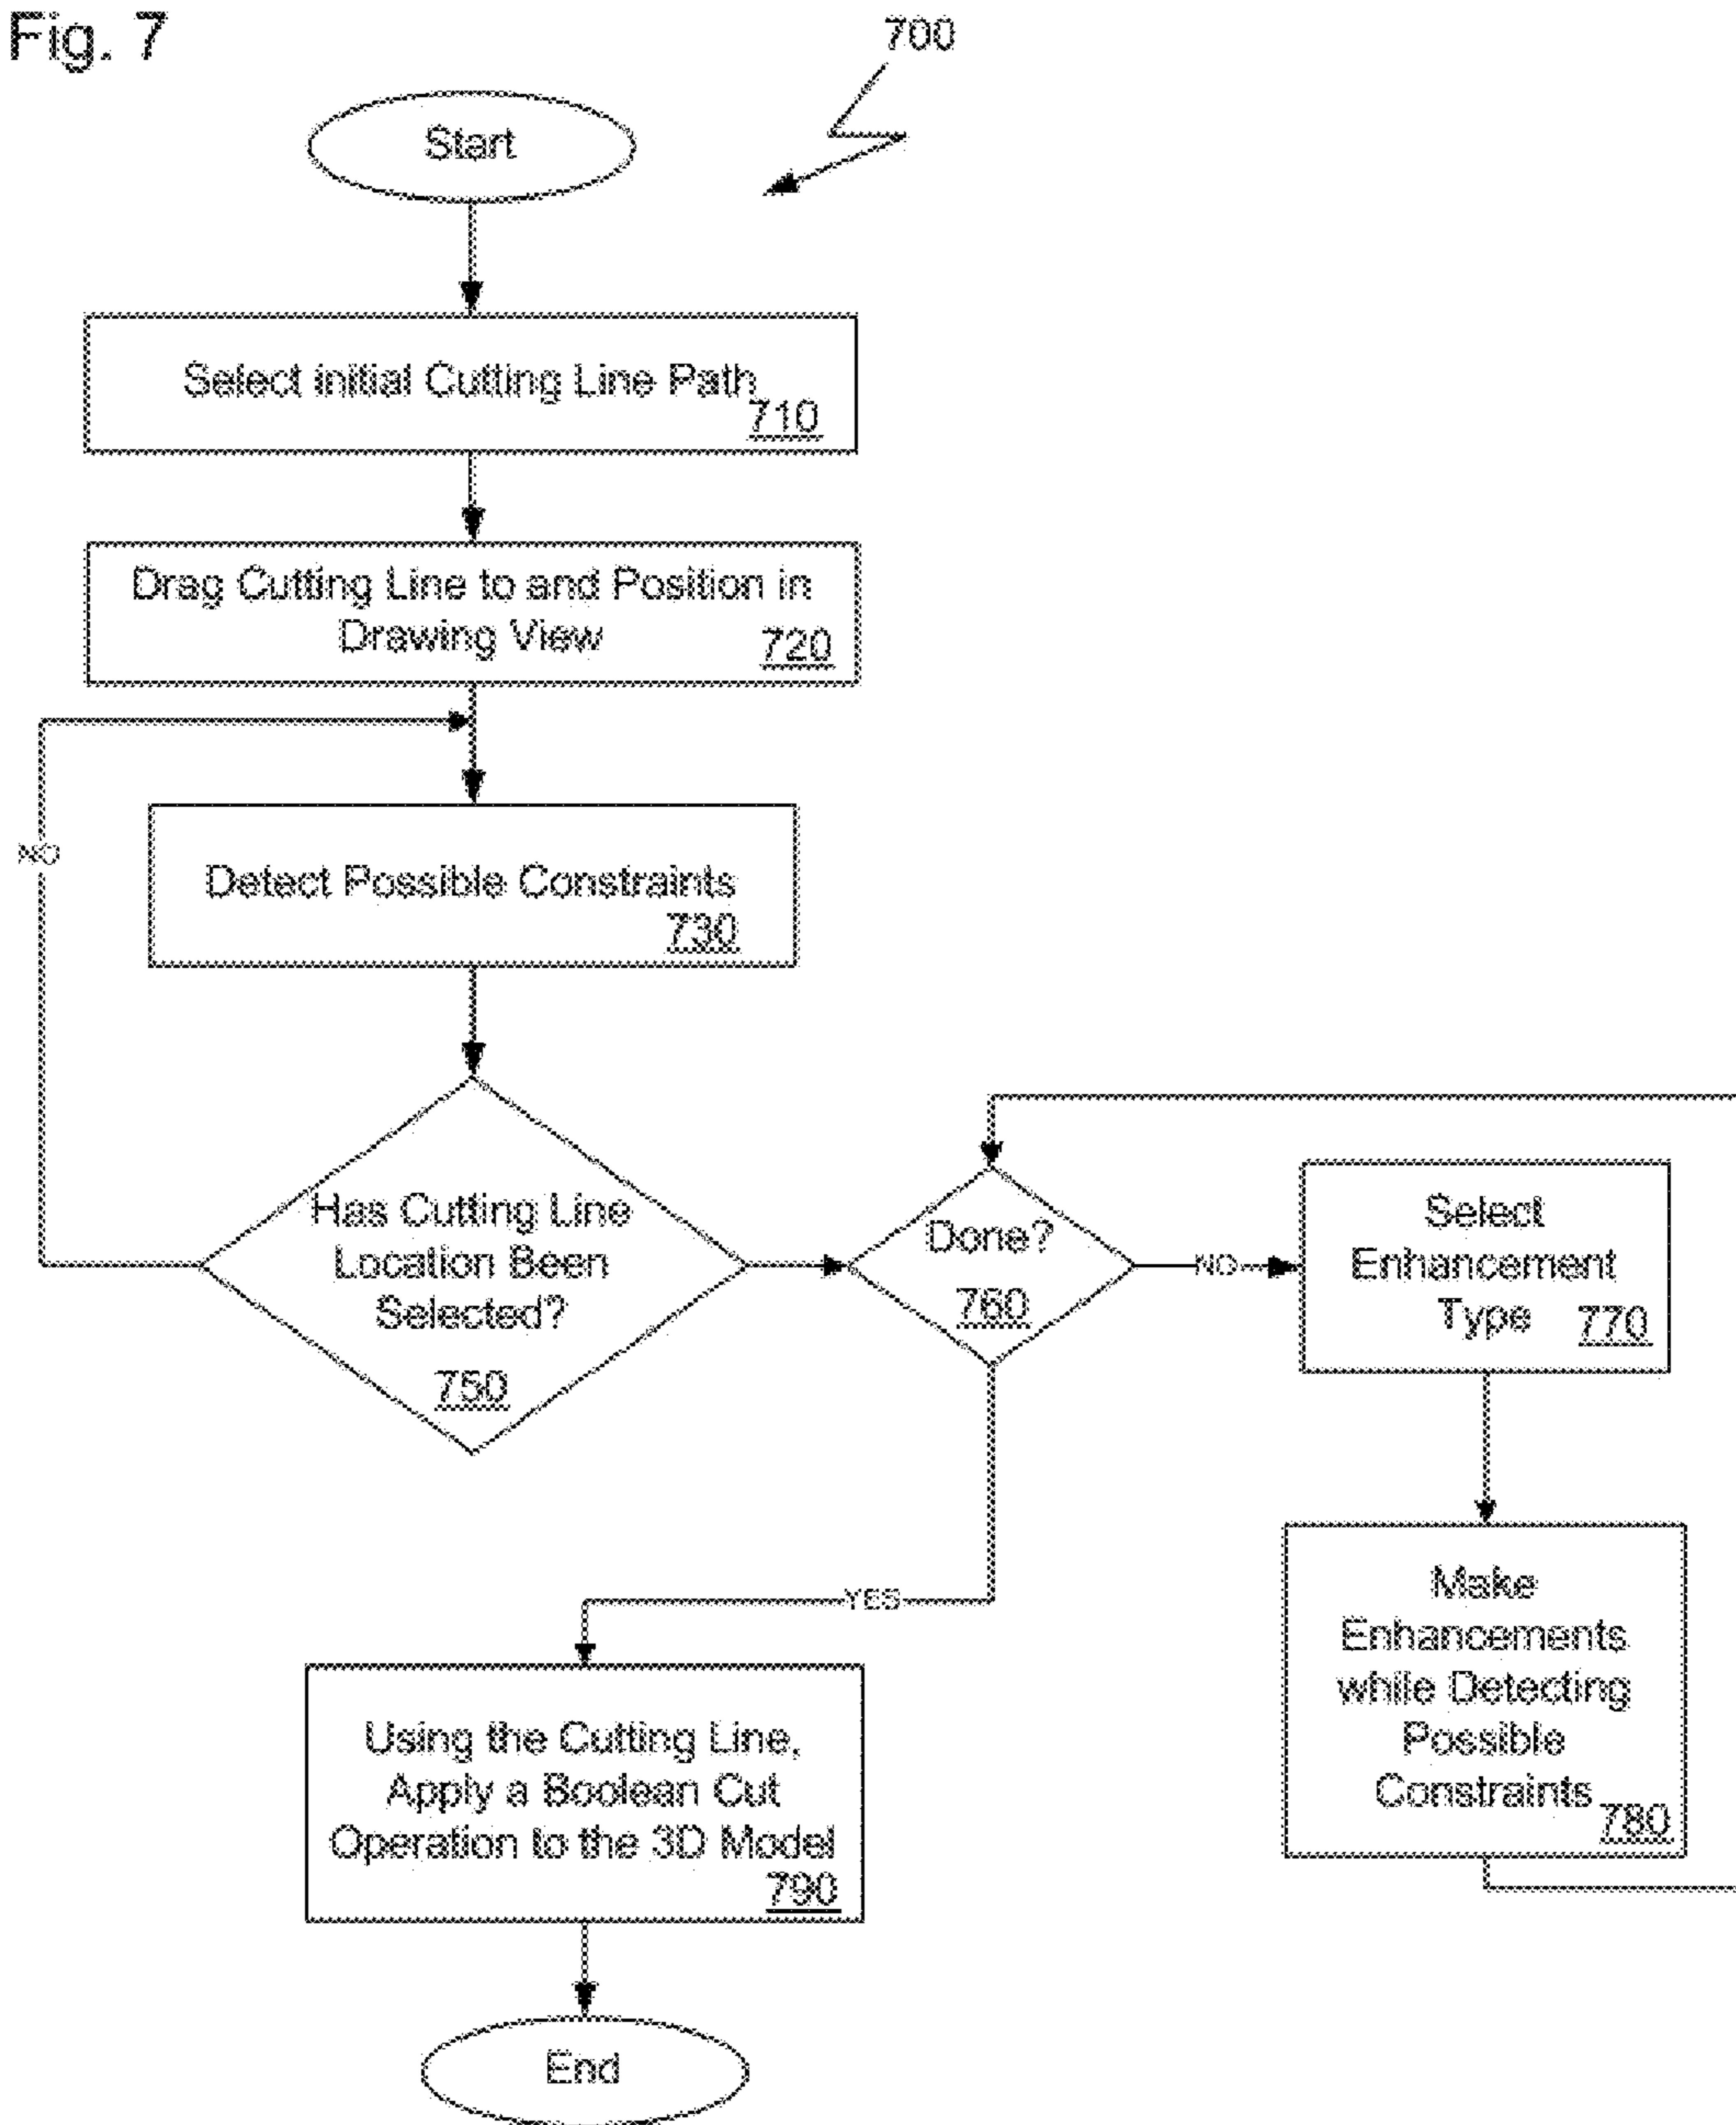 Fig. 7
700
Start
Select Initial Cutting Line Path
710
Drag Cutting Line to and Position in
Drawing View
720
NO
Detect Possible Constraints
730
Has Cutting Line
Location Been
Selected?
750
Done?
760
NO
Select
Enhancement
Type
770
YES
Make
Enhancements
while Detecting
Possible
Constraints
780
Using the Cutting Line,
Apply a Boolean Cut
Operation to the 3D Model
790
End